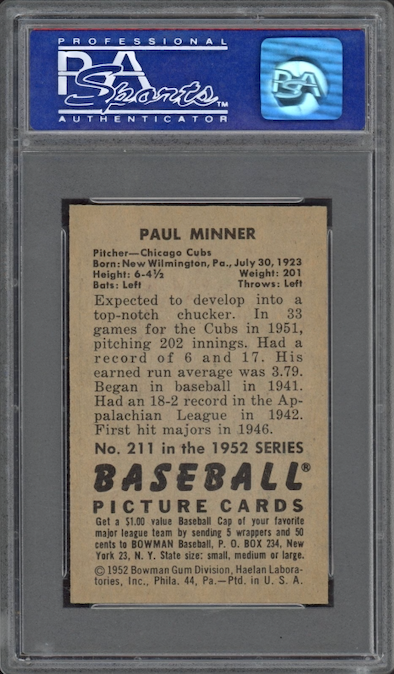 PROFESSIONAL
PSA
Sports™
AUTHENTICATOR
PSA
PAUL MINNER
Pitcher—Chicago Cubs
Born: New Wilmington, Pa., July 30, 1923
Height: 6-4½ Weight: 201
Bats: Left Throws: Left
Expected to develop into a
top-notch chucker. In 33
games for the Cubs in 1951,
pitching 202 innings. Had a
record of 6 and 17. His
earned run average was 3.79.
Began in baseball in 1941.
Had an 18-2 record in the Ap-
palachian League in 1942.
First hit majors in 1946.
No. 211 in the 1952 SERIES
BASEBALL®
PICTURE CARDS
Get a $1.00 value Baseball Cap of your favorite
major league team by sending 5 wrappers and 50
cents to BOWMAN Baseball, P. O. BOX 234, New
York 23, N. Y. State size: small, medium or large.
©1952 Bowman Gum Division, Haelan Labora-
tories, Inc., Phila. 44, Pa.—Ptd. in U. S. A.